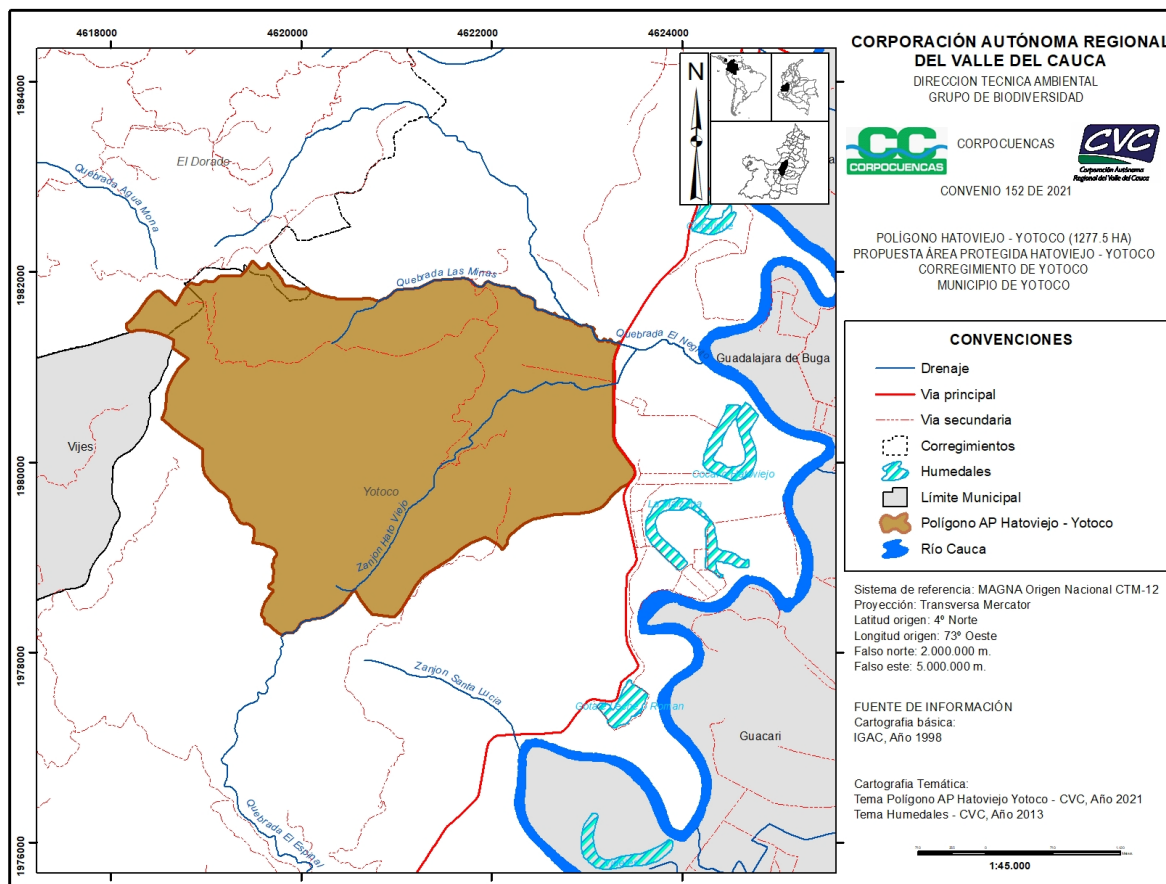 4618000
4620000
4622000
4624000
1984000
1982000
1980000
1978000
1976000
N
El Dorado
Quebrada Agua Mona
Quebrada Las Minas
Quebrada El Negro
Guadalajara de Buga
Vijes
Yotoco
Zanjon Hato Viejo
Zanjon Santa Lucia
Guacari
Quebrada El Espinal
CORPORACIÓN AUTÓNOMA REGIONAL
DEL VALLE DEL CAUCA
DIRECCION TECNICA AMBIENTAL
GRUPO DE BIODIVERSIDAD
CC
CORPOCUENCAS
CORPOCUENCAS
CVC
Corporación Autónoma
Regional del Valle del Cauca
CONVENIO 152 DE 2021
POLÍGONO HATOVIEJO - YOTOCO (1277.5 HA)
PROPUESTA ÁREA PROTEGIDA HATOVIEJO - YOTOCO
CORREGIMIENTO DE YOTOCO
MUNICIPIO DE YOTOCO
CONVENCIONES
Drenaje
Via principal
Via secundaria
Corregimientos
Humedales
Límite Municipal
Polígono AP Hatoviejo - Yotoco
Río Cauca
Sistema de referencia: MAGNA Origen Nacional CTM-12
Proyección: Transversa Mercator
Latitud origen: 4º Norte
Longitud origen: 73º Oeste
Falso norte: 2.000.000 m.
Falso este: 5.000.000 m.
FUENTE DE INFORMACIÓN
Cartografia básica:
IGAC, Año 1998
Cartografia Temática:
Tema Polígono AP Hatoviejo Yotoco - CVC, Año 2021
Tema Humedales - CVC, Año 2013
1:45.000